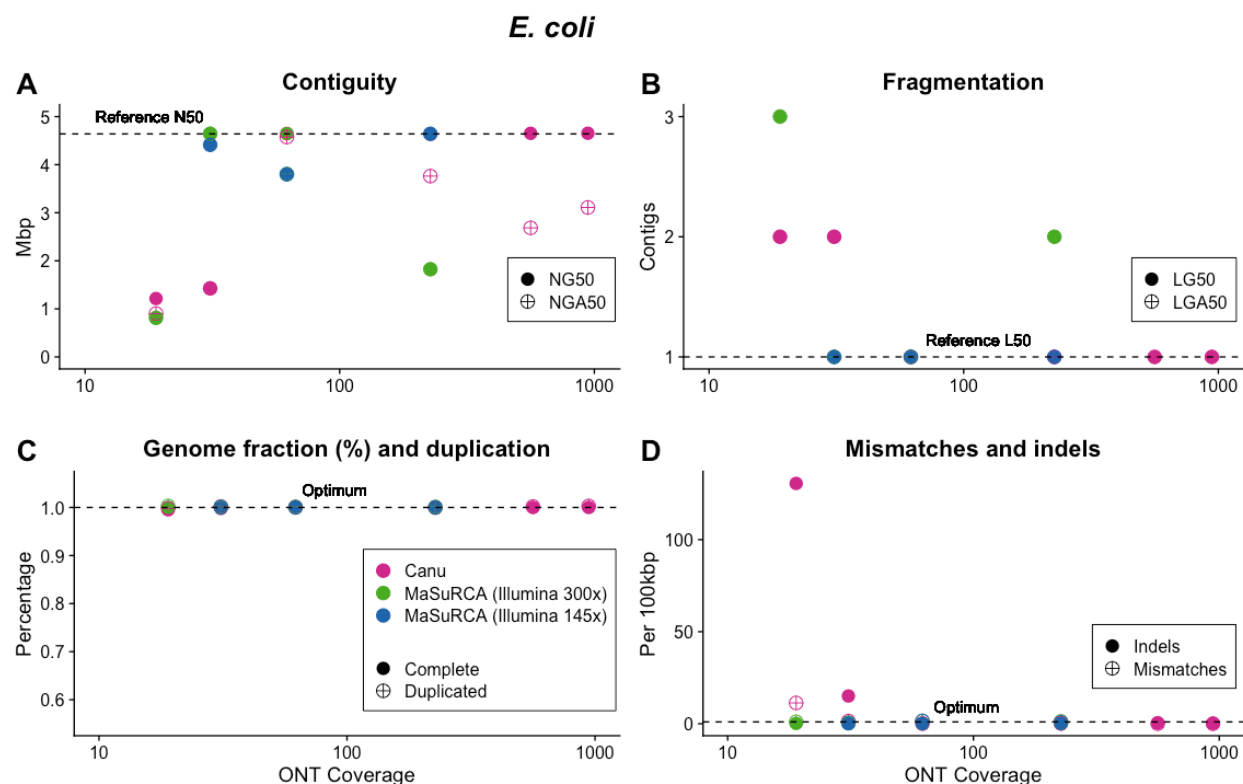 E. coli
A
Contiguity
Reference N50
5
4
3
2
1
0
Mbp
NG50
NGA50
10
100
1000
B
Fragmentation
3
2
1
Contigs
LG50
LGA50
Reference L50
10
100
1000
C
Genome fraction (%) and duplication
Optimum
1.0
0.9
0.8
0.7
0.6
Percentage
Canu
MaSuRCA (Illumina 300x)
MaSuRCA (Illumina 145x)
Complete
Duplicated
10
100
1000
ONT Coverage
D
Mismatches and indels
100
50
0
Per 100kbp
Indels
Mismatches
Optimum
10
100
1000
ONT Coverage